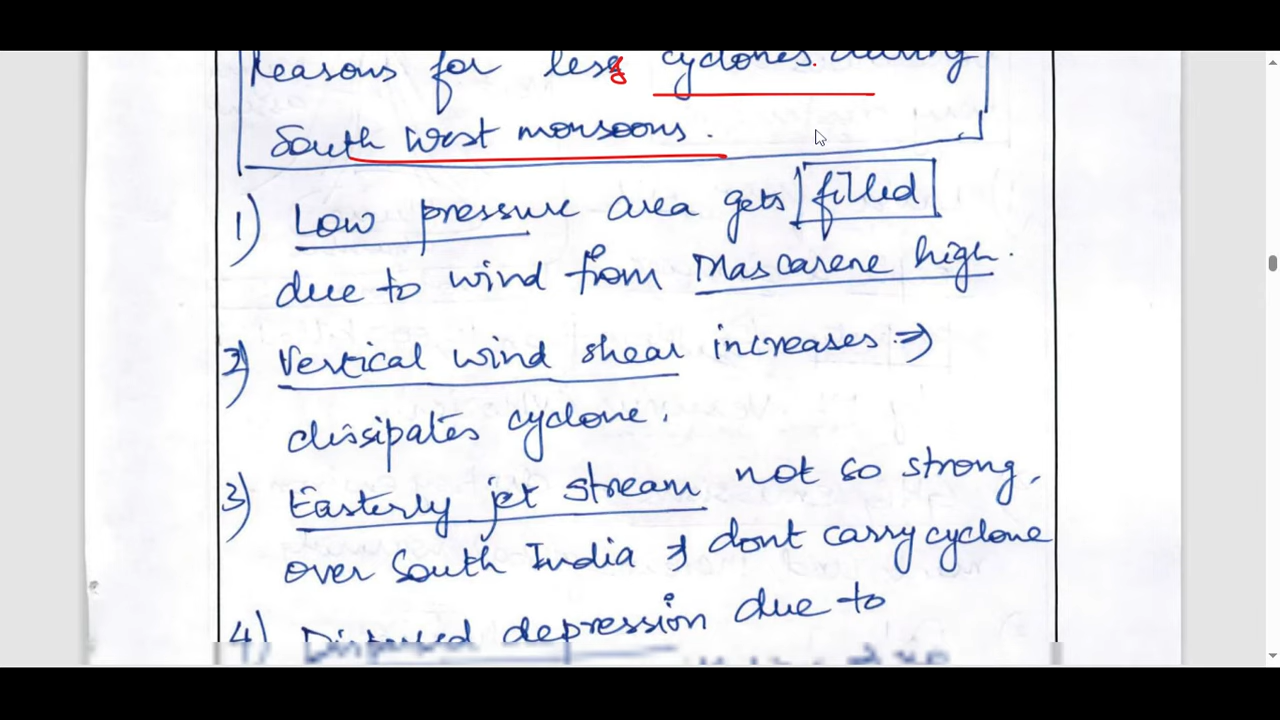 Reasons for less cyclones during
South West monsoons.
1) Low pressure area gets filled
due to wind from Mascarene high.
2) Vertical wind shear increases ⇒
dissipates cyclone.
3) Easterly jet stream not so strong,
over South India & dont carry cyclone
4) Dispersed depression due to